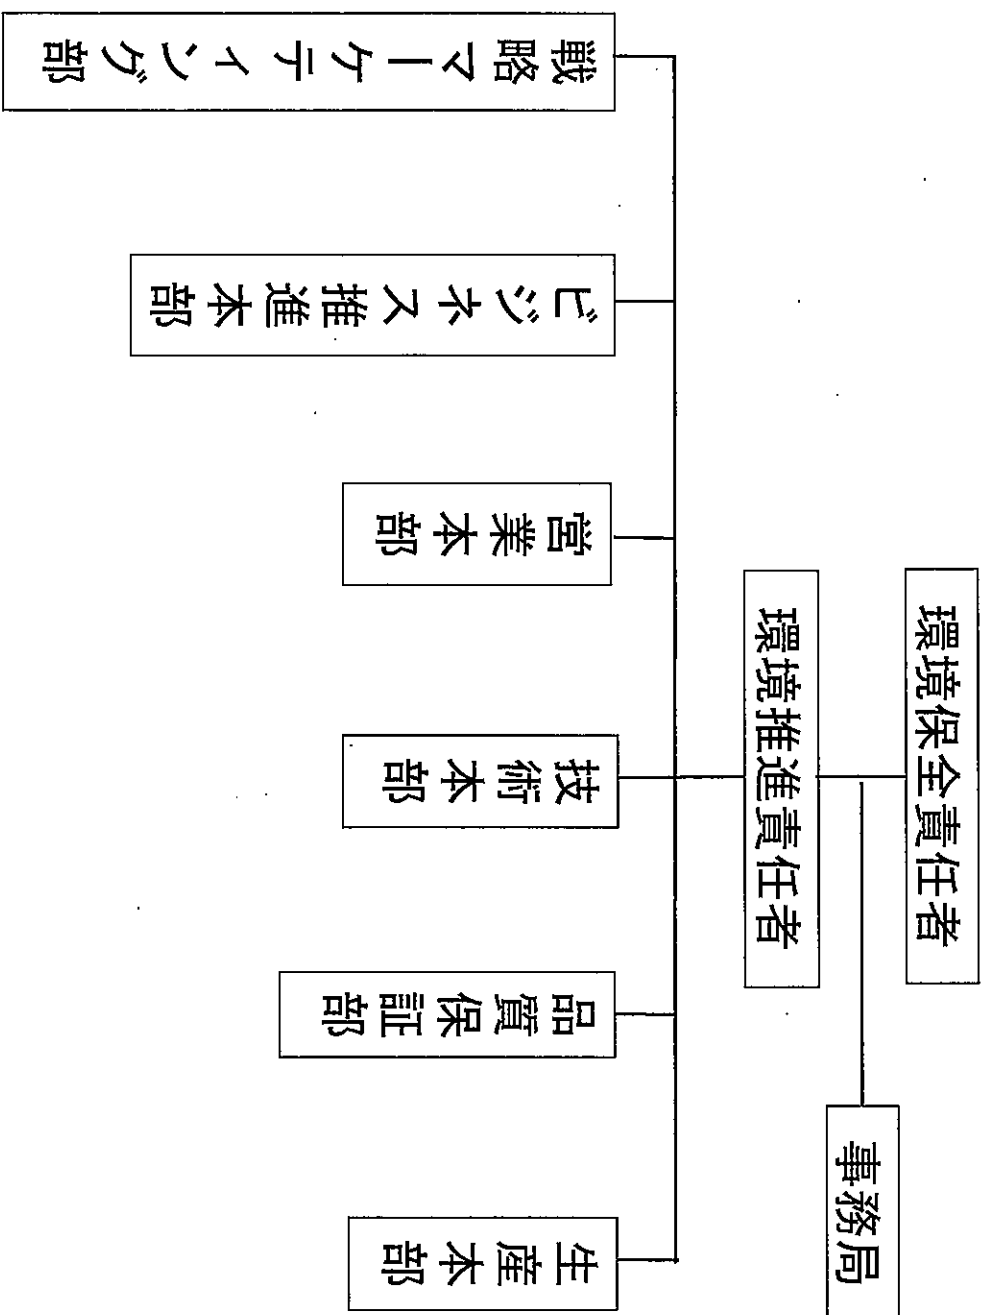 環境保全責任者
事務局
環境推進責任者
戦略マーケティング部
ビジネス推進本部
営業本部
技術本部
品質保証部
生産本部